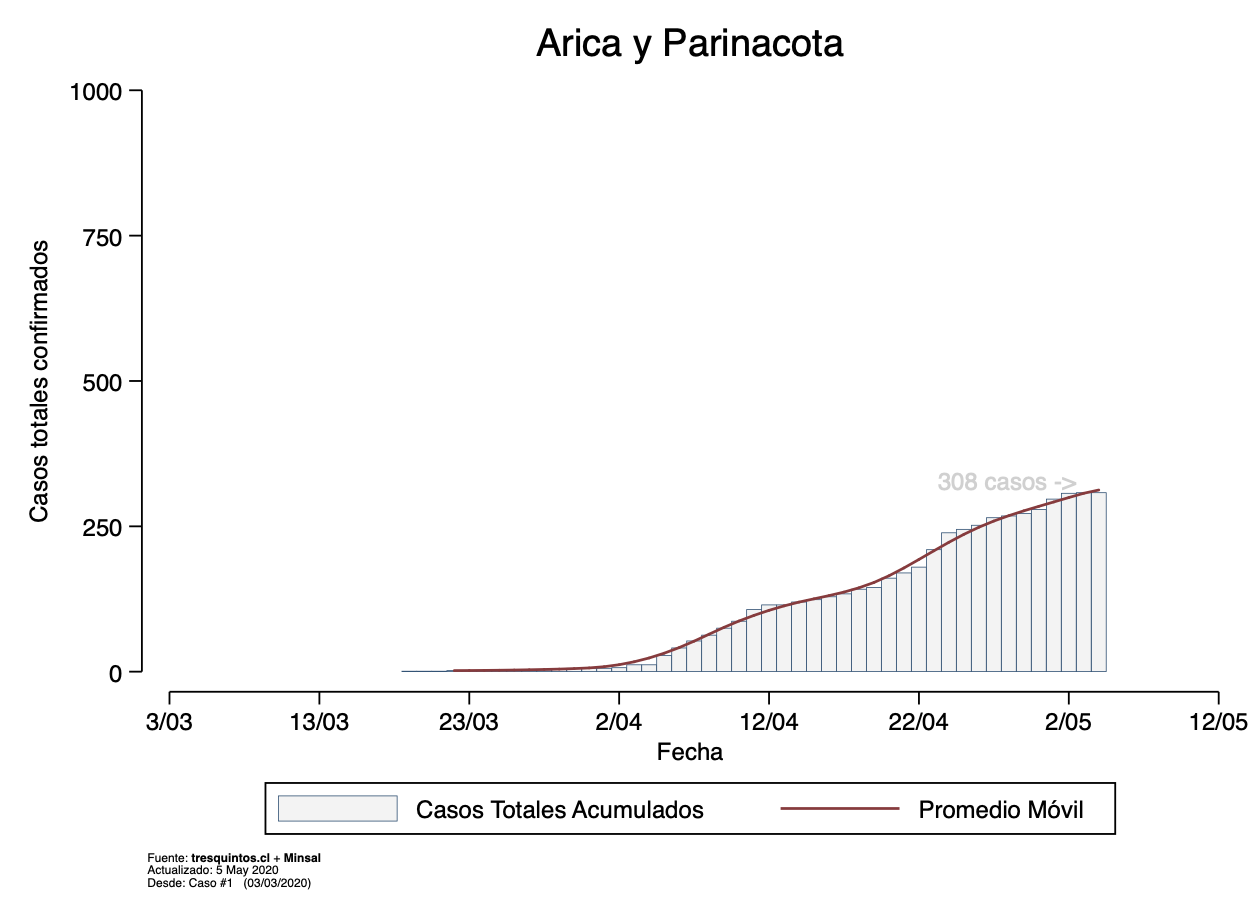 Arica y Parinacota
1000
750
500
250
0
Casos totales confirmados
308 casos ->
3/03 13/03 23/03 2/04 12/04 22/04 2/05 12/05
Fecha
Casos Totales Acumulados Promedio Móvil
Fuente: tresquintos.cl + Minsal
Actualizado: 5 May 2020
Desde: Caso #1 (03/03/2020)